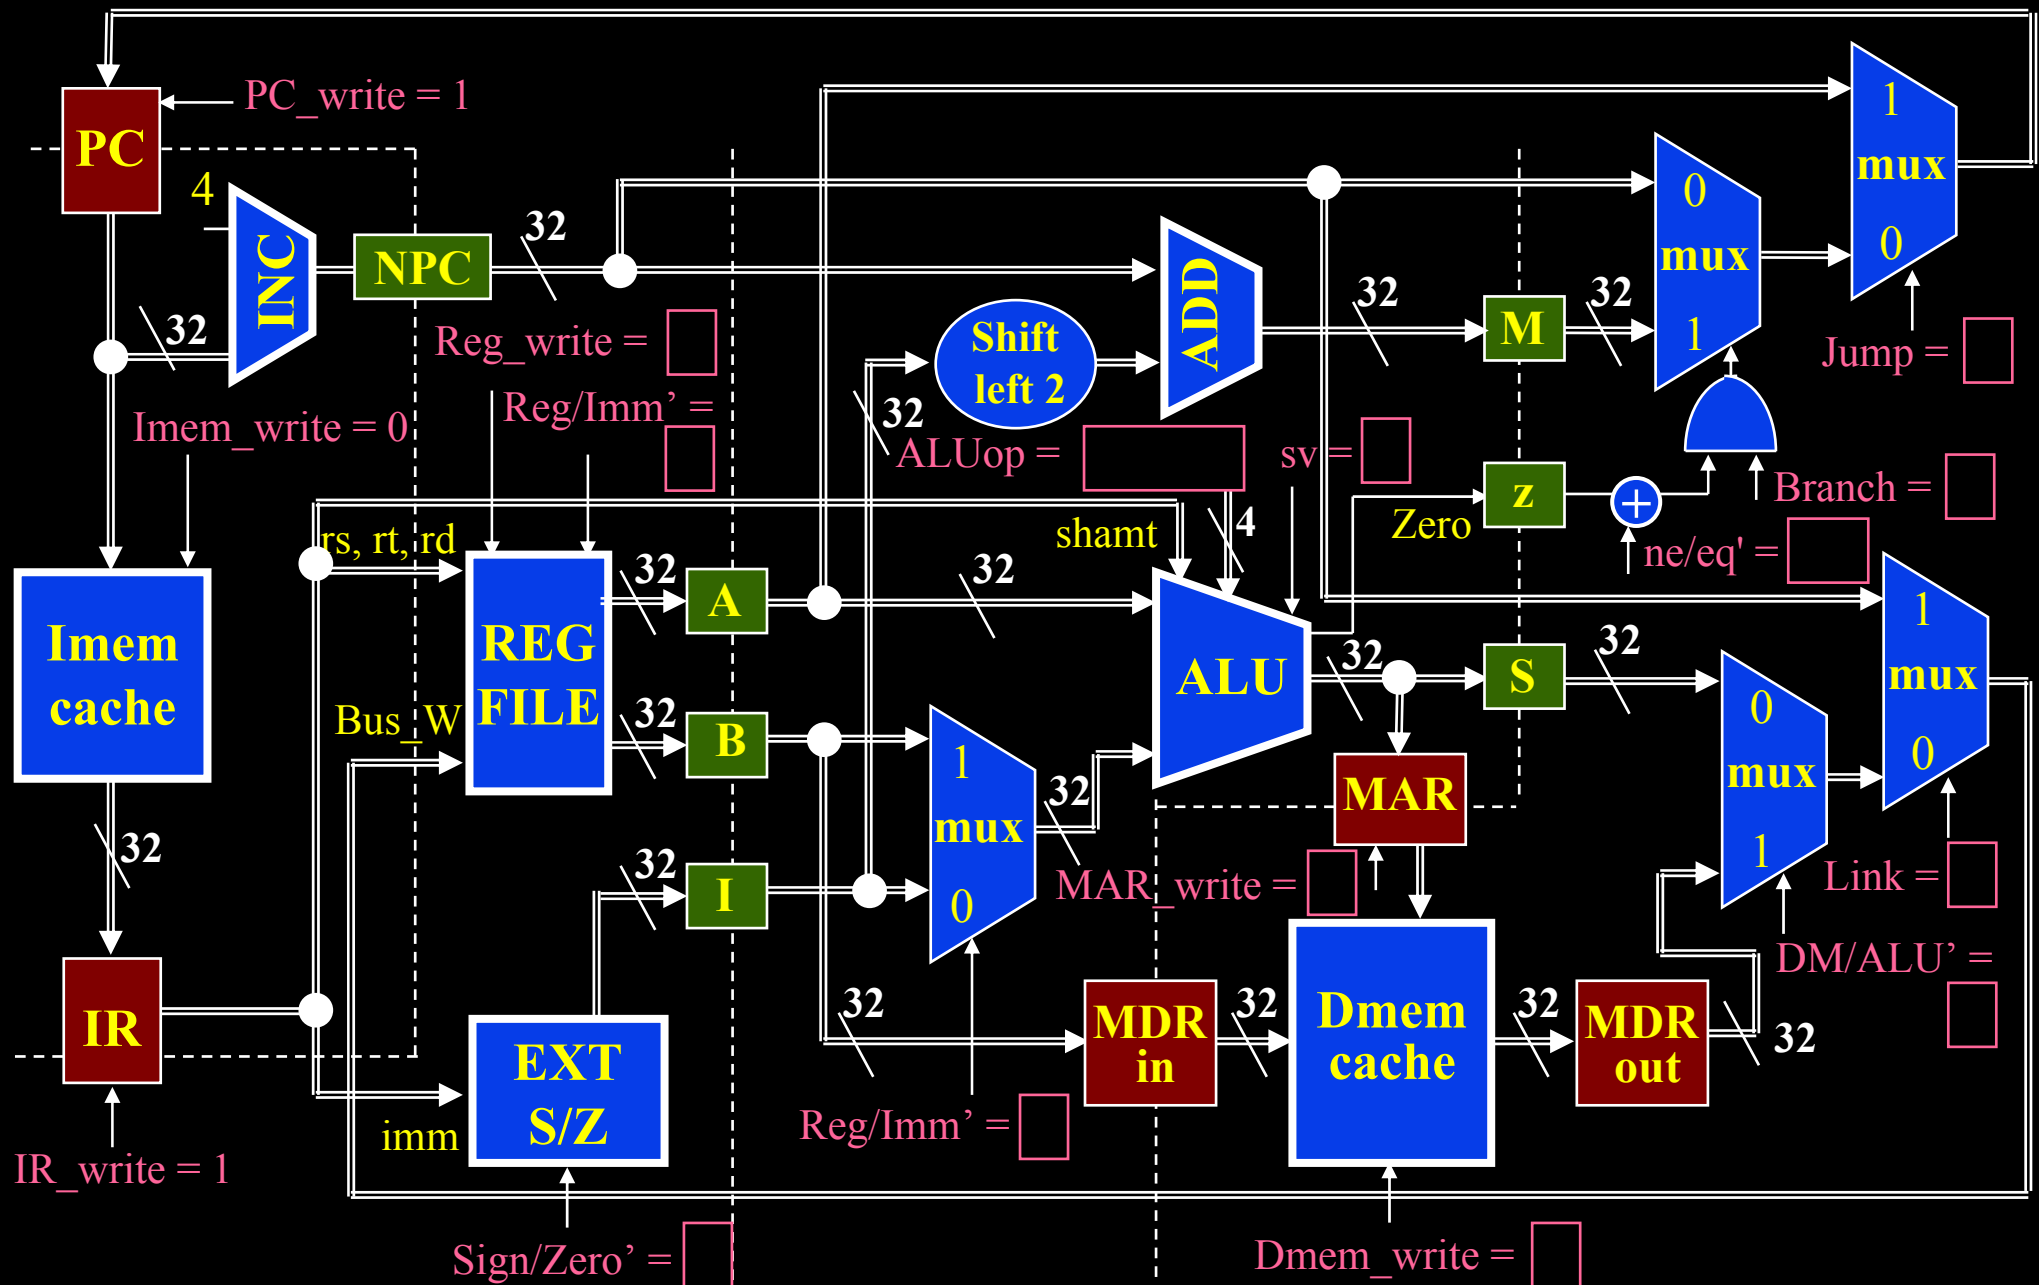 PC_write = 1
PC
1
mux
0
4
INC
NPC
32
0
mux
1
ADD
32
M
32
32
Jump =
Reg_write =
Reg/Imm’ =
Shift
left 2
32
Imem_write = 0
ALUop =
sv =
z
Zero
+
Branch =
ne/eq' =
rs, rt, rd
shamt
4
Imem
cache
REG
FILE
Bus_W
32
A
32
32
B
ALU
32
S
32
1
mux
0
0
mux
1
1
mux
0
32
MAR
MAR_write =
Link =
DM/ALU’ =
32
32
I
IR
IR_write = 1
EXT
S/Z
imm
Sign/Zero’ =
32
Reg/Imm’ =
MDR
in
32
Dmem
cache
32
MDR
out
32
Dmem_write =